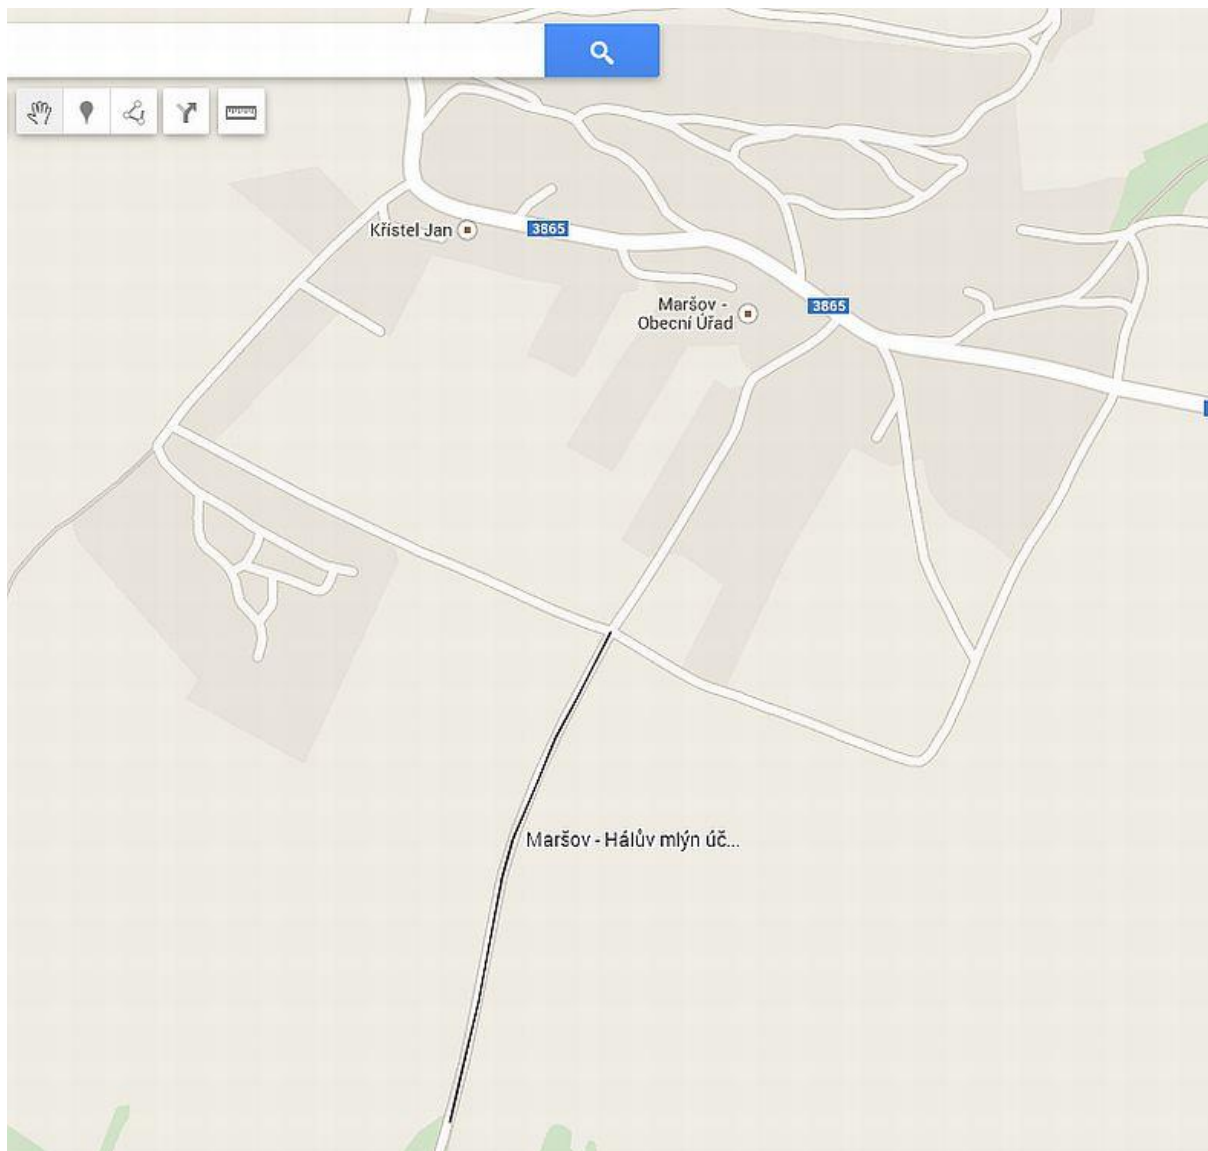 Křístel Jan
3865
Maršov -
Obecní Úřad
3865
Maršov - Hálův mlýn úč...